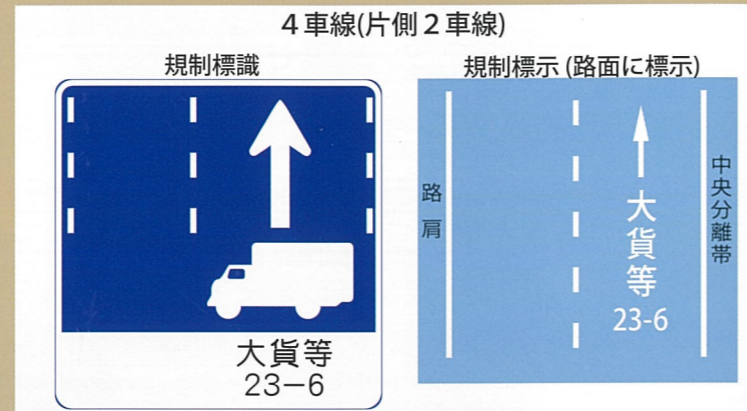 4車線(片側2車線)
規制標識
規制標示(路面に標示)
大貨等
23−6
路肩
大貨等
23-6
中央分離帯